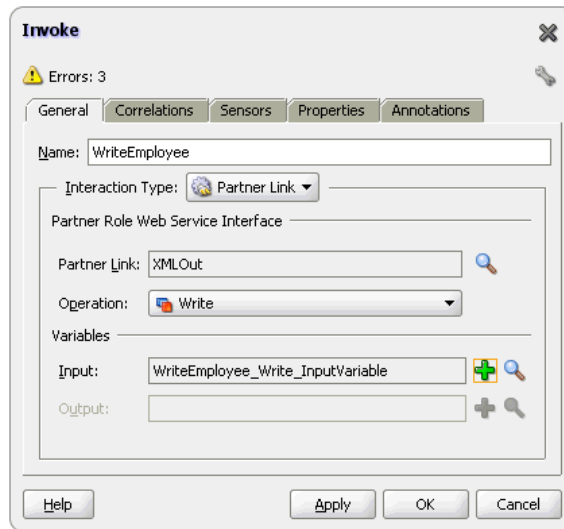 Invoke
Errors: 3
General Correlations Sensors Properties Annotations
Name: WriteEmployee
Interaction Type: Partner Link
Partner Role Web Service Interface
Partner Link: XMLOut
Operation: Write
Variables
Input: WriteEmployee_Write_InputVariable
Output:
Help Apply OK Cancel